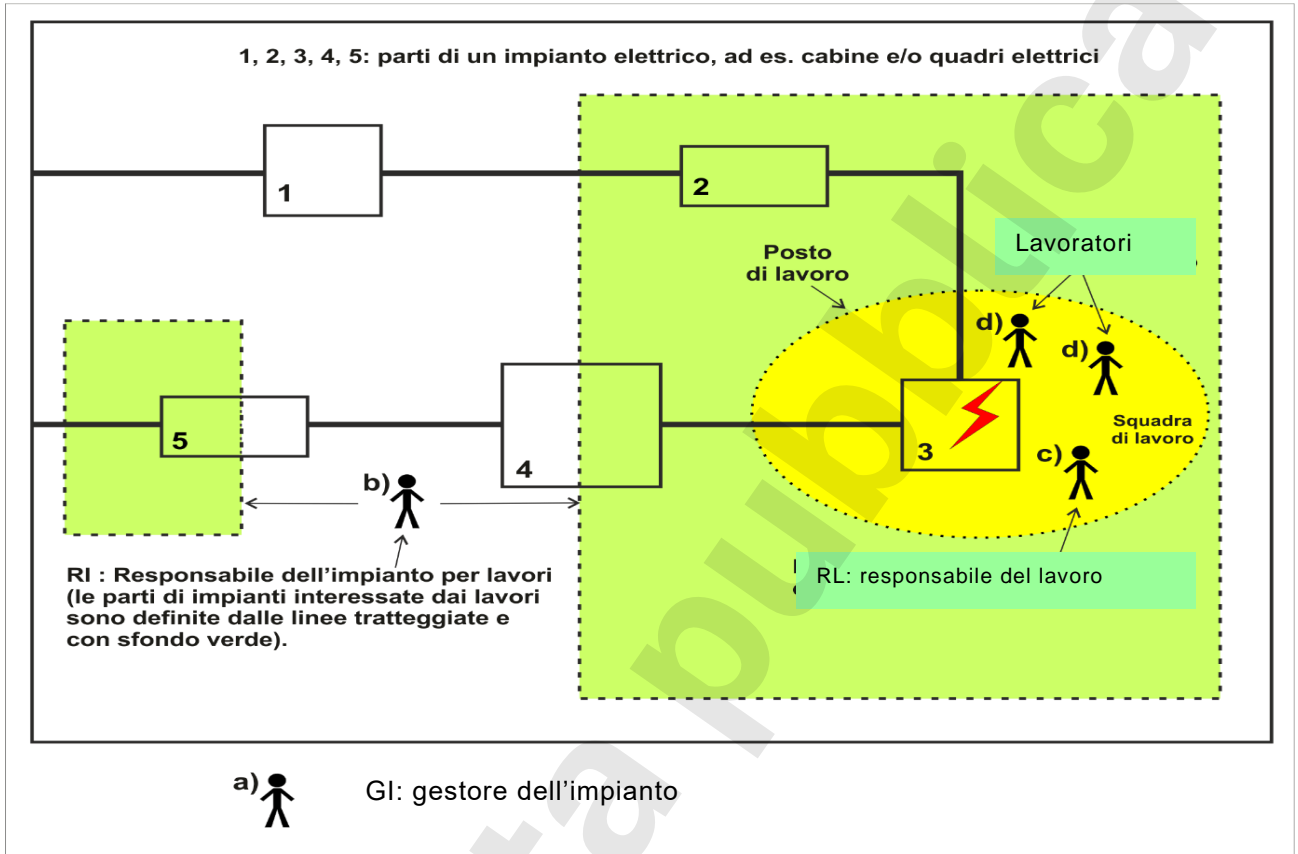 1, 2, 3, 4, 5: parti di un impianto elettrico, ad es. cabine e/o quadri elettrici
1
2
Lavoratori
Posto
di lavoro
d)
d)
Squadra
di lavoro
5
4
3
c)
b)
RI : Responsabile dell'impianto per lavori
(le parti di impianti interessate dai lavori
sono definite dalle linee tratteggiate e
con sfondo verde).
RL: responsabile del lavoro
a)
GI: gestore dell'impianto
ta pubblica